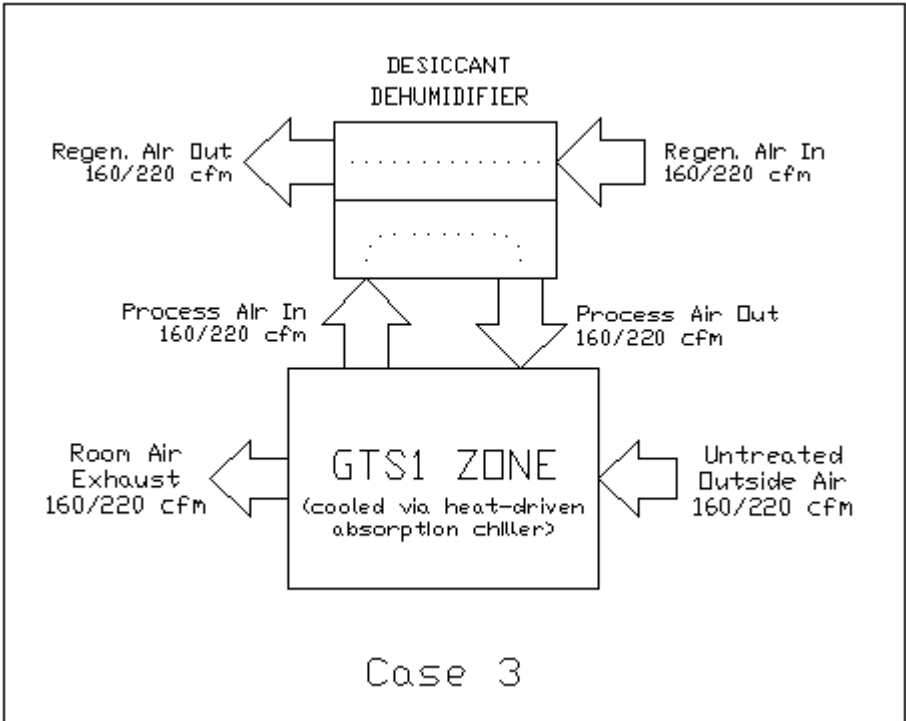 DESICCANT
DEHUMIDIFIER
Regen. Air Out
160/220 cfm
Regen. Air In
160/220 cfm
Process Air In
160/220 cfm
Process Air Out
160/220 cfm
Room Air
Exhaust
160/220 cfm
GTS1 ZONE
(cooled via heat-driven
absorption chiller)
Untreated
Outside Air
160/220 cfm
Case 3